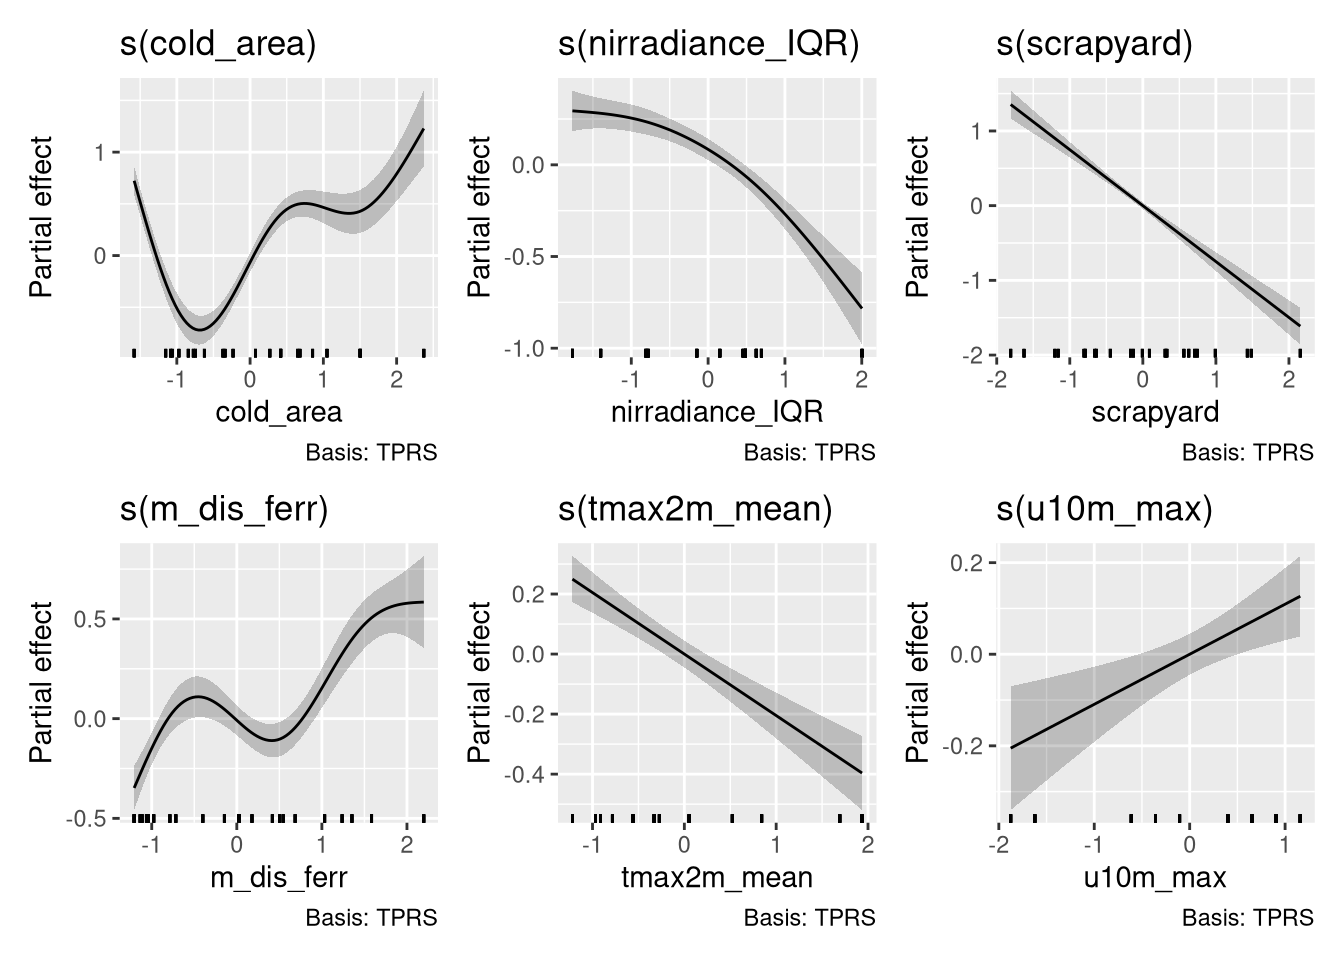 s(cold_area)
Partial effect
1
0
-1
0
1
2
cold_area
Basis: TPRS
s(nirradiance_IQR)
Partial effect
0.0
-0.5
-1.0
-1
0
1
2
nirradiance_IQR
Basis: TPRS
s(scrapyard)
Partial effect
1
0
-1
-2
-2
-1
0
1
2
scrapyard
Basis: TPRS
s(m_dis_ferr)
Partial effect
0.5
0.0
-0.5
-1
0
1
2
m_dis_ferr
Basis: TPRS
s(tmax2m_mean)
Partial effect
0.2
0.0
-0.2
-0.4
-1
0
1
2
tmax2m_mean
Basis: TPRS
s(u10m_max)
Partial effect
0.2
0.0
-0.2
-2
-1
0
1
u10m_max
Basis: TPRS